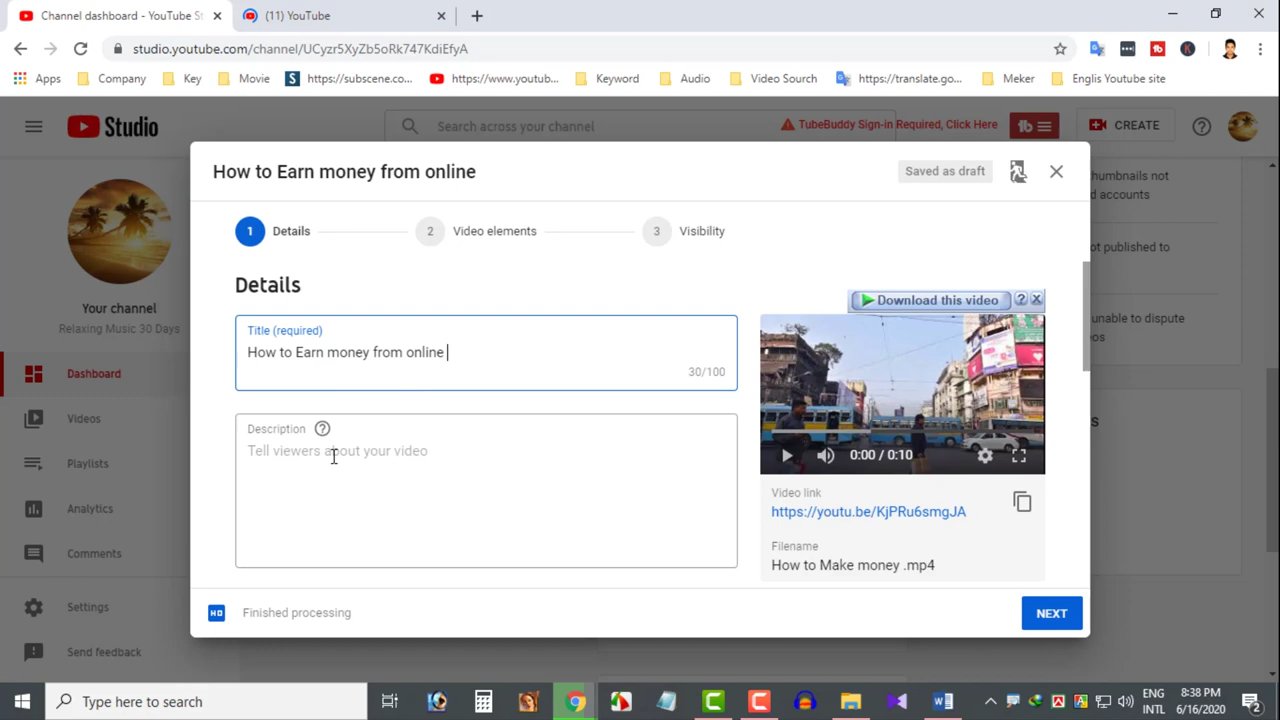 Channel dashboard - YouTube St
(11) YouTube
studio.youtube.com/channel/UCyzr5XyZb5oRk747KdiEfyA
Apps
Company
Key
Movie
https://subscene.co...
https://www.youtub...
Keyword
Audio
Video Sourch
https://translate.go...
Meker
Englis Youtube site
Studio
Search across your channel
TubeBuddy Sign-in Required, Click Here
tb
CREATE
How to Earn money from online
Saved as draft
thumbnails not
d accounts
1 Details
2 Video elements
3 Visibility
ot published to
Your channel
Relaxing Music 30 Days
Details
Download this video
unable to dispute
Title (required)
How to Earn money from online
30/100
Dashboard
Videos
Playlists
Analytics
Comments
Settings
Send feedback
Description
Tell viewers about your video
0:00 / 0:10
Video link
https://youtu.be/KjPRu6smgJA
Filename
How to Make money .mp4
HD
Finished processing
NEXT
Type here to search
ENG
INTL
8:38 PM
6/16/2020
2